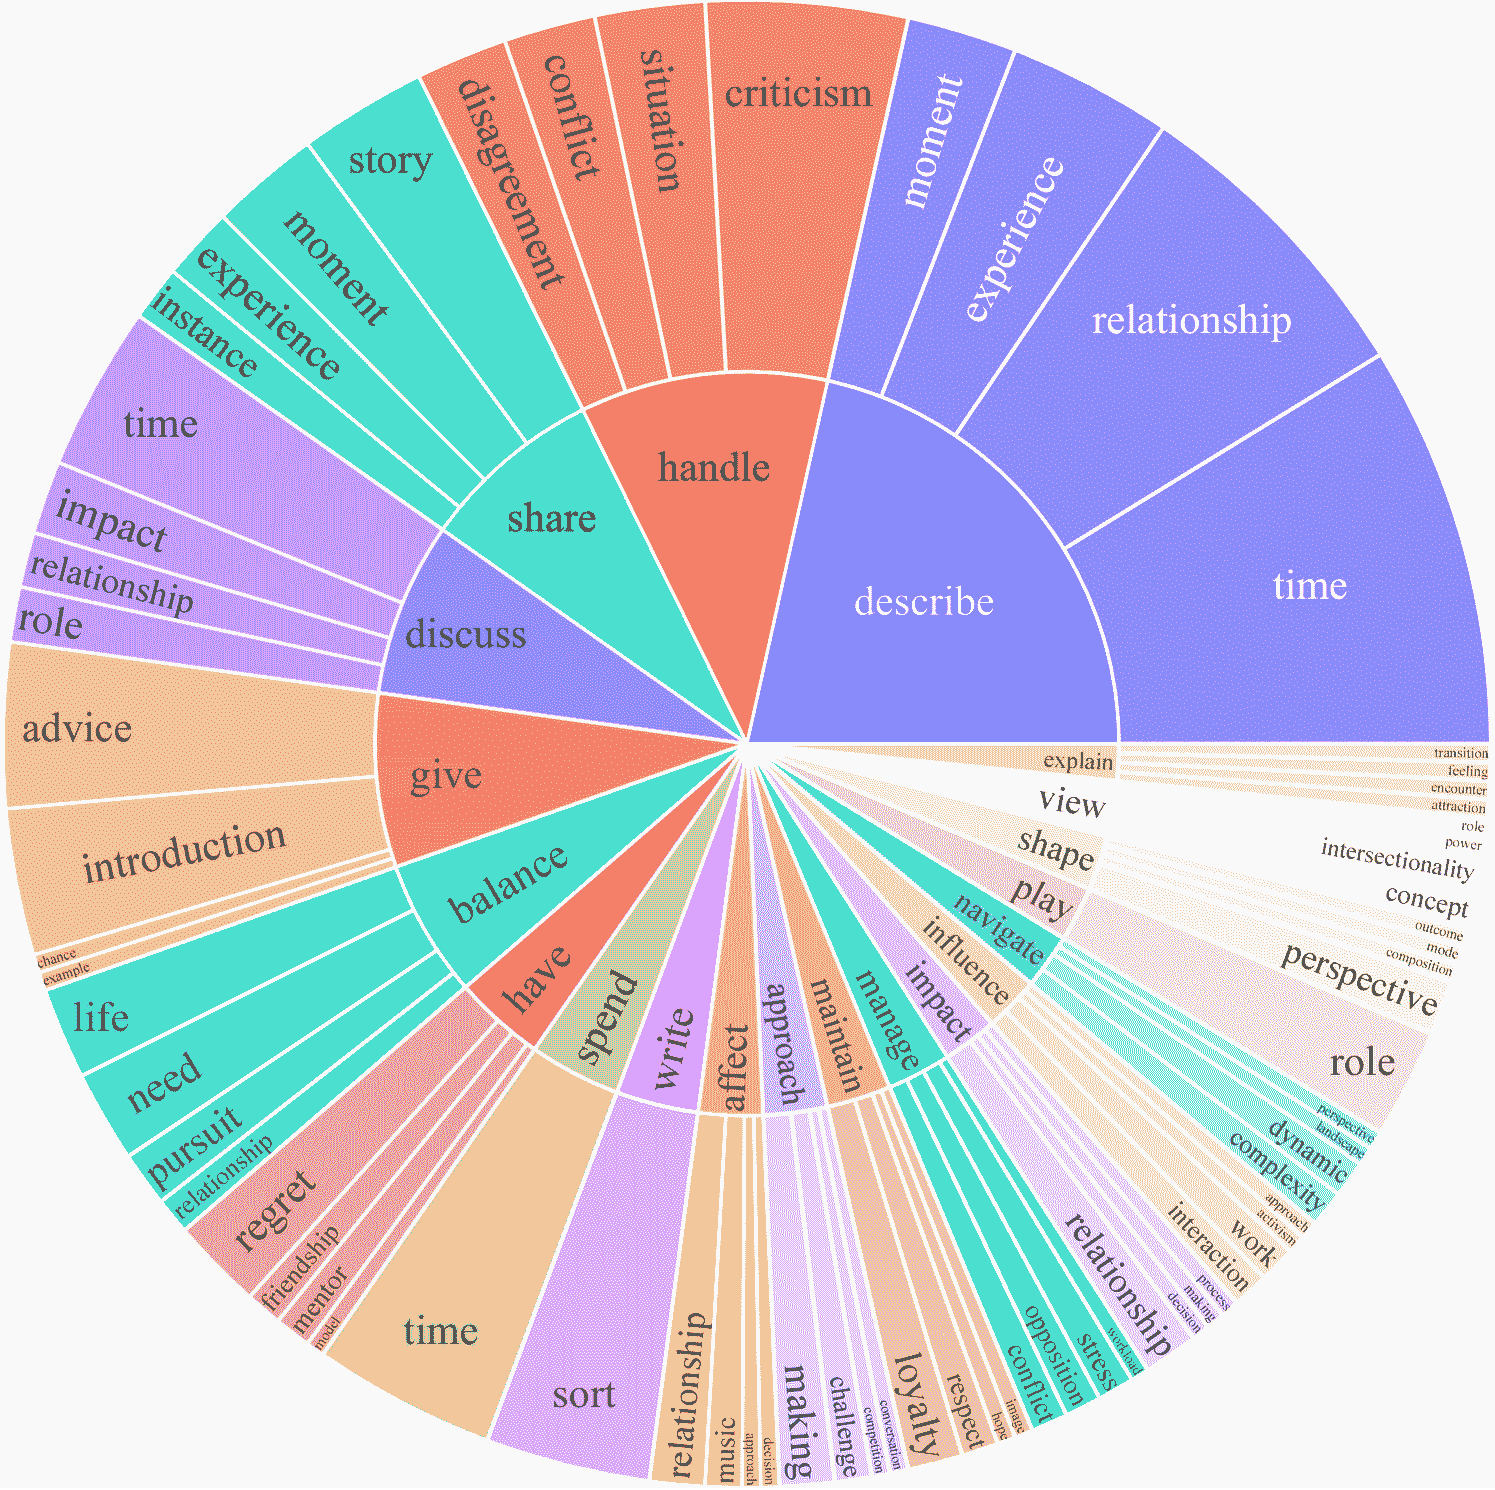 describe
time
relationship
experience
moment
handle
criticism
situation
conflict
disagreement
share
story
moment
experience
instance
discuss
time
impact
relationship
role
give
advice
introduction
chance
example
balance
life
need
pursuit
relationship
have
regret
friendship
mentor
model
spend
time
write
sort
affect
relationship
music
approach
decision
approach
making
challenge
competition
conversation
maintain
loyalty
respect
hope
image
manage
conflict
opposition
stress
workload
impact
relationship
decision
making
process
influence
interaction
work
activism
approach
navigate
complexity
dynamic
landscape
perspective
play
role
shape
perspective
composition
mode
outcome
view
concept
intersectionality
power
role
explain
attraction
encounter
feeling
transition